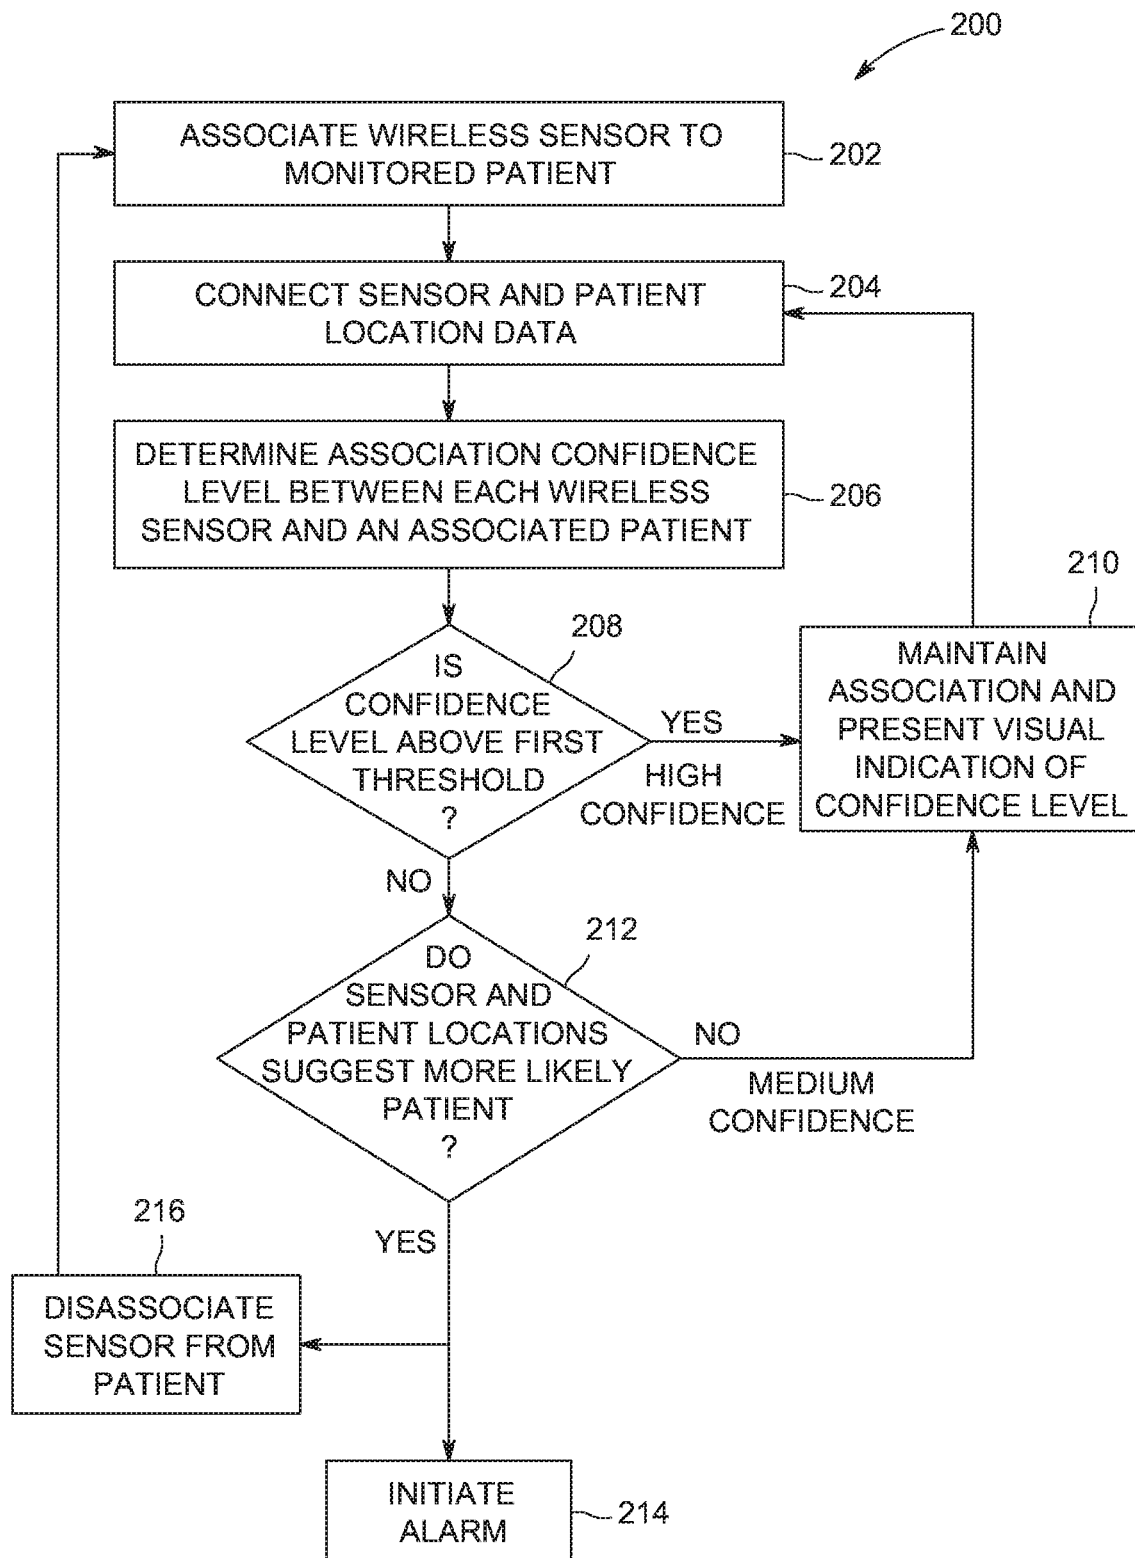 200
ASSOCIATE WIRELESS SENSOR TO
MONITORED PATIENT
202
CONNECT SENSOR AND PATIENT
LOCATION DATA
204
DETERMINE ASSOCIATION CONFIDENCE
LEVEL BETWEEN EACH WIRELESS
SENSOR AND AN ASSOCIATED PATIENT
206
IS
CONFIDENCE
LEVEL ABOVE FIRST
THRESHOLD
?
208
YES
HIGH
CONFIDENCE
210
MAINTAIN
ASSOCIATION AND
PRESENT VISUAL
INDICATION OF
CONFIDENCE LEVEL
NO
DO
SENSOR AND
PATIENT LOCATIONS
SUGGEST MORE LIKELY
PATIENT
?
212
NO
MEDIUM
CONFIDENCE
YES
216
DISASSOCIATE
SENSOR FROM
PATIENT
INITIATE
ALARM
214